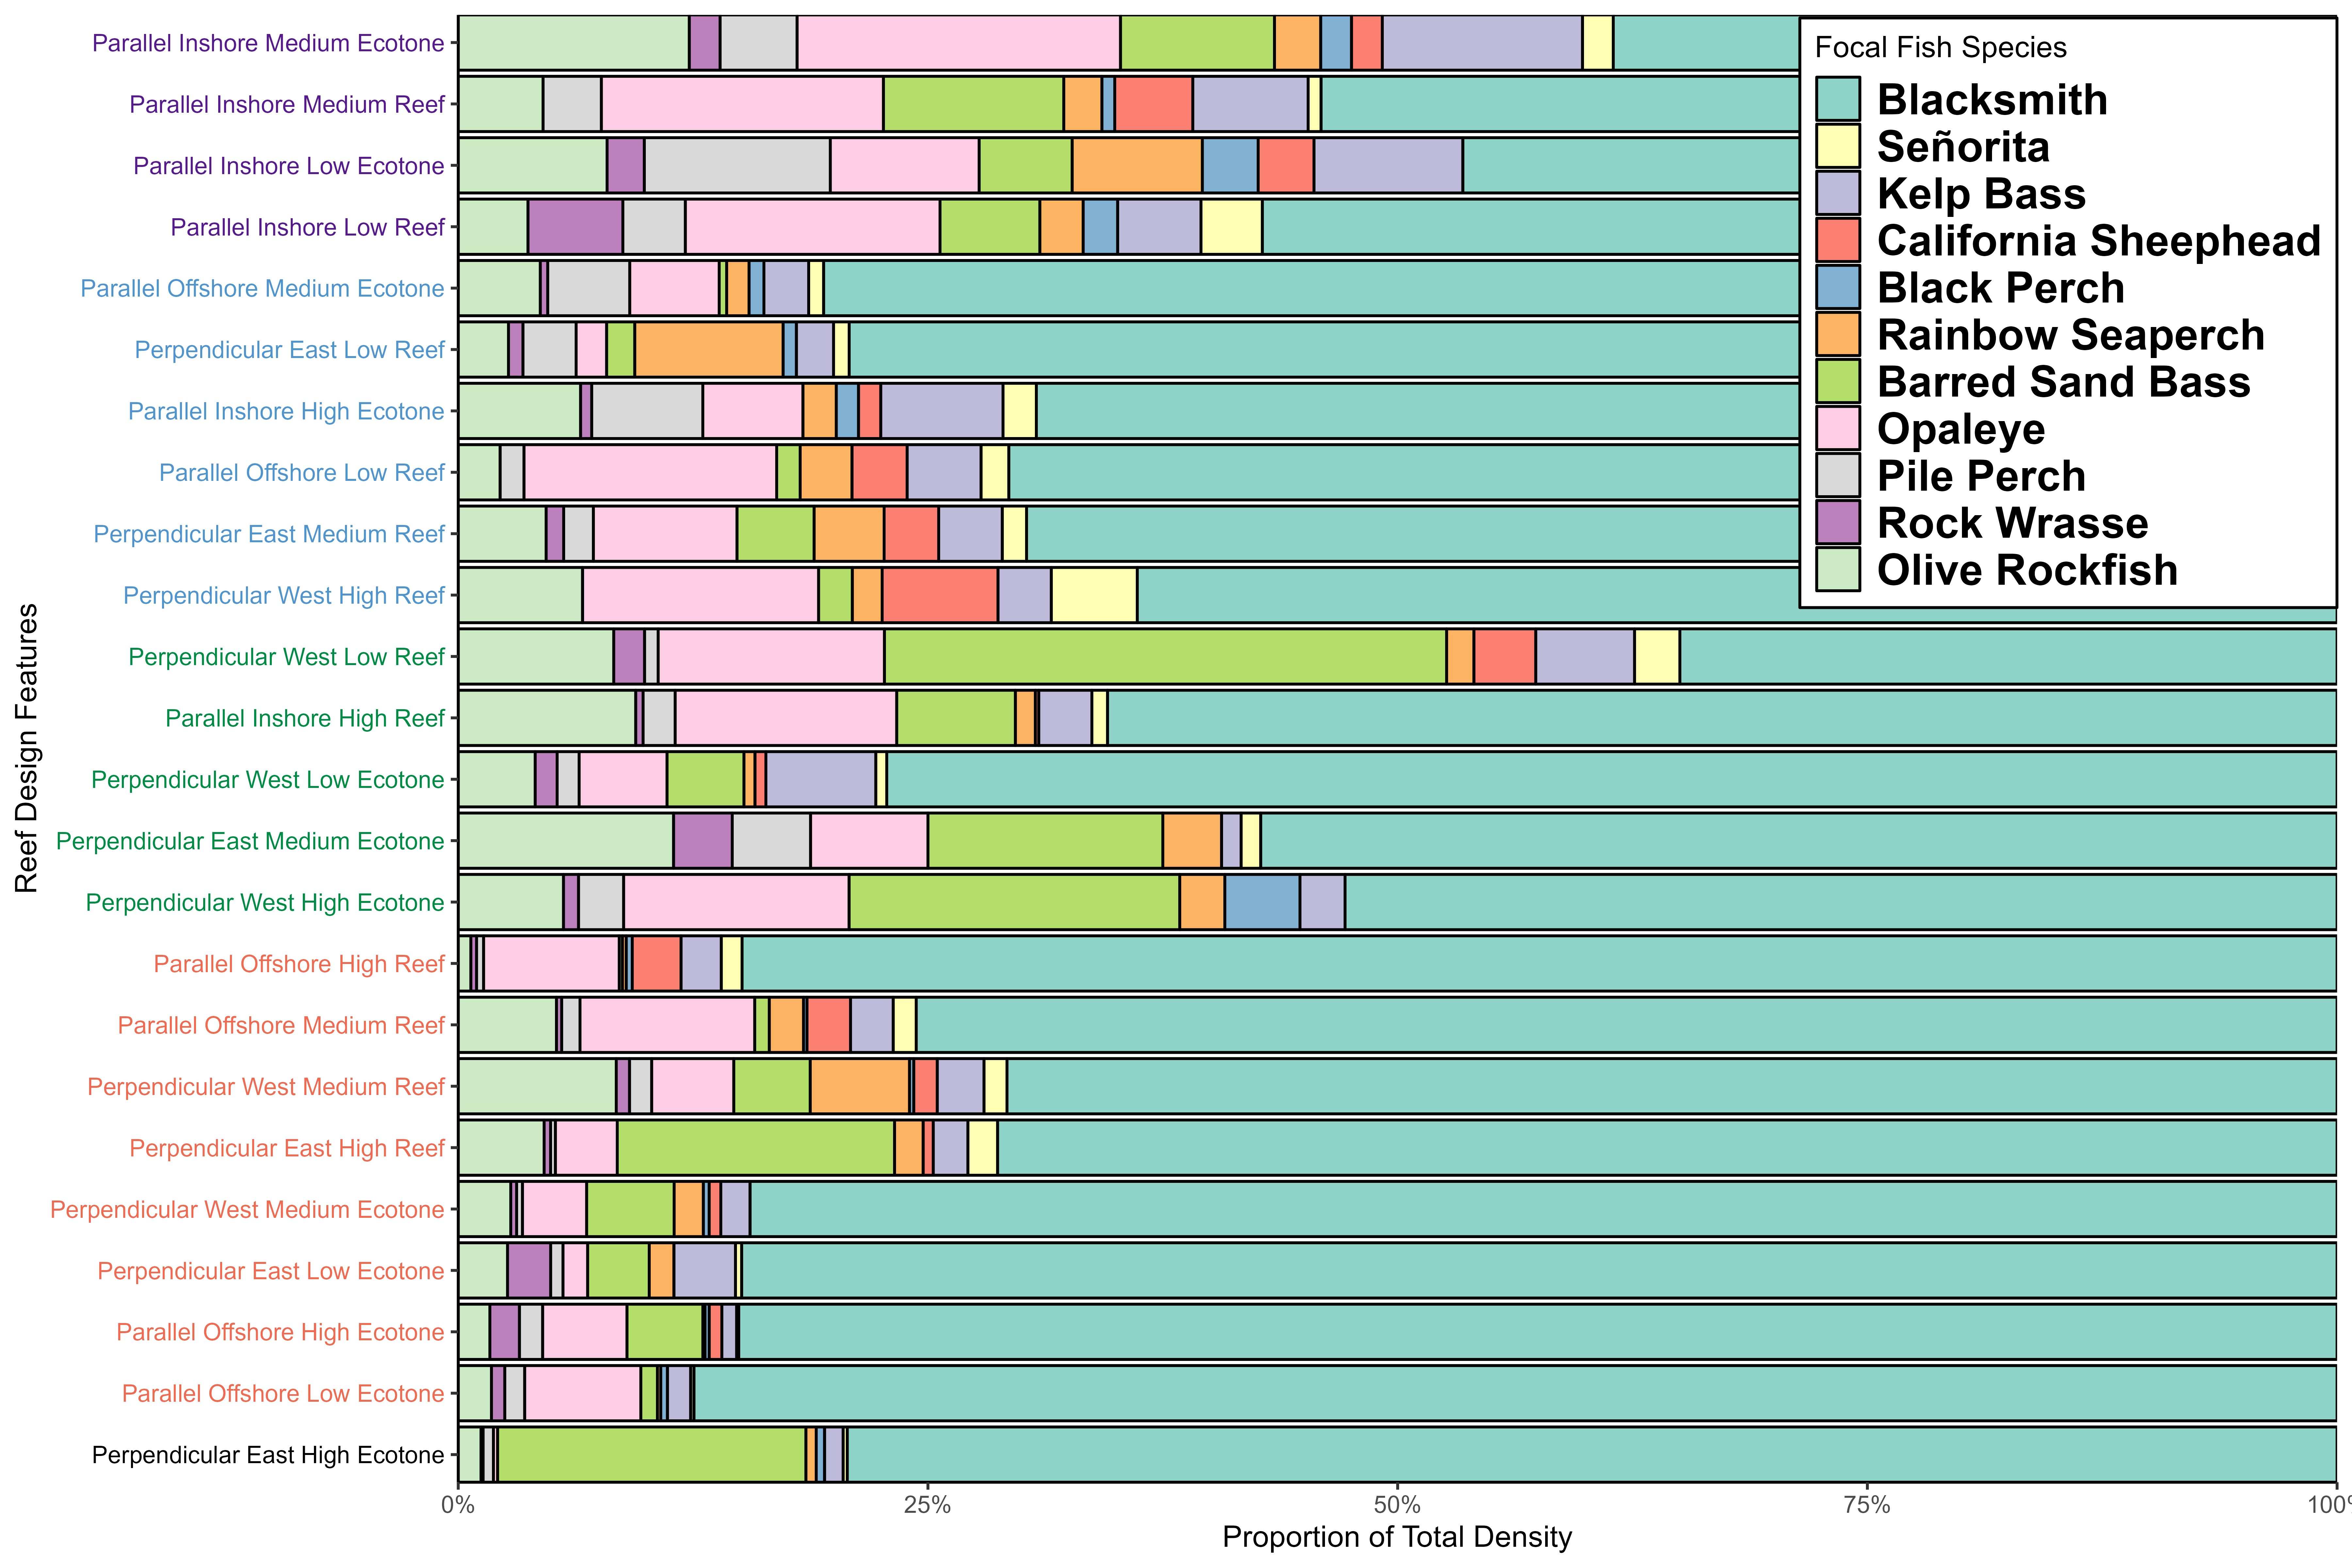 Parallel Inshore Medium Ecotone
Parallel Inshore Medium Reef
Parallel Inshore Low Ecotone
Parallel Inshore Low Reef
Parallel Offshore Medium Ecotone
Perpendicular East Low Reef
Parallel Inshore High Ecotone
Parallel Offshore Low Reef
Perpendicular East Medium Reef
Perpendicular West High Reef
Perpendicular West Low Reef
Parallel Inshore High Reef
Perpendicular West Low Ecotone
Perpendicular East Medium Ecotone
Perpendicular West High Ecotone
Parallel Offshore High Reef
Parallel Offshore Medium Reef
Perpendicular West Medium Reef
Perpendicular East High Reef
Perpendicular West Medium Ecotone
Perpendicular East Low Ecotone
Parallel Offshore High Ecotone
Parallel Offshore Low Ecotone
Perpendicular East High Ecotone
Reef Design Features
Focal Fish Species
Blacksmith
Señorita
Kelp Bass
California Sheephead
Black Perch
Rainbow Seaperch
Barred Sand Bass
Opaleye
Pile Perch
Rock Wrasse
Olive Rockfish
0% 25% 50% 75% 100%
Proportion of Total Density